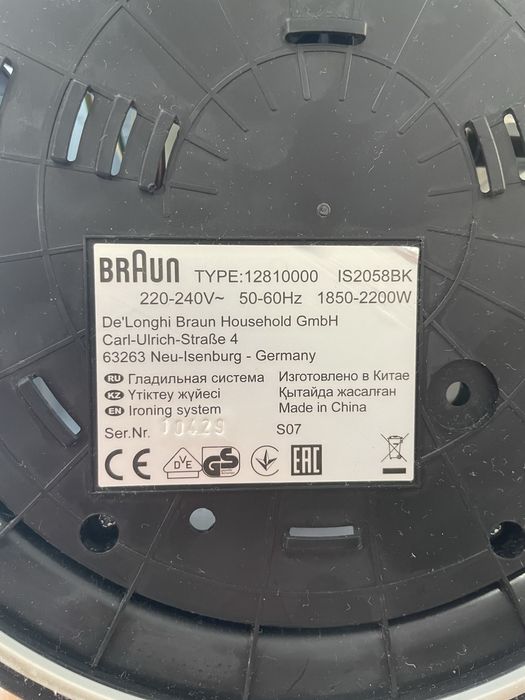 BRAUN TYPE:12810000 IS2058BK
220-240V~ 50-60Hz 1850-2200W
De'Longhi Braun Household GmbH
Carl-Ulrich-Straße 4
63263 Neu-Isenburg - Germany
RU Гладильная система Изготовлено в Китае
KZ Үтіктеу жүйесі Қытайда жасалған
EN Ironing system Made in China
Ser.Nr. 10429 S07
CE DVE GS EAC